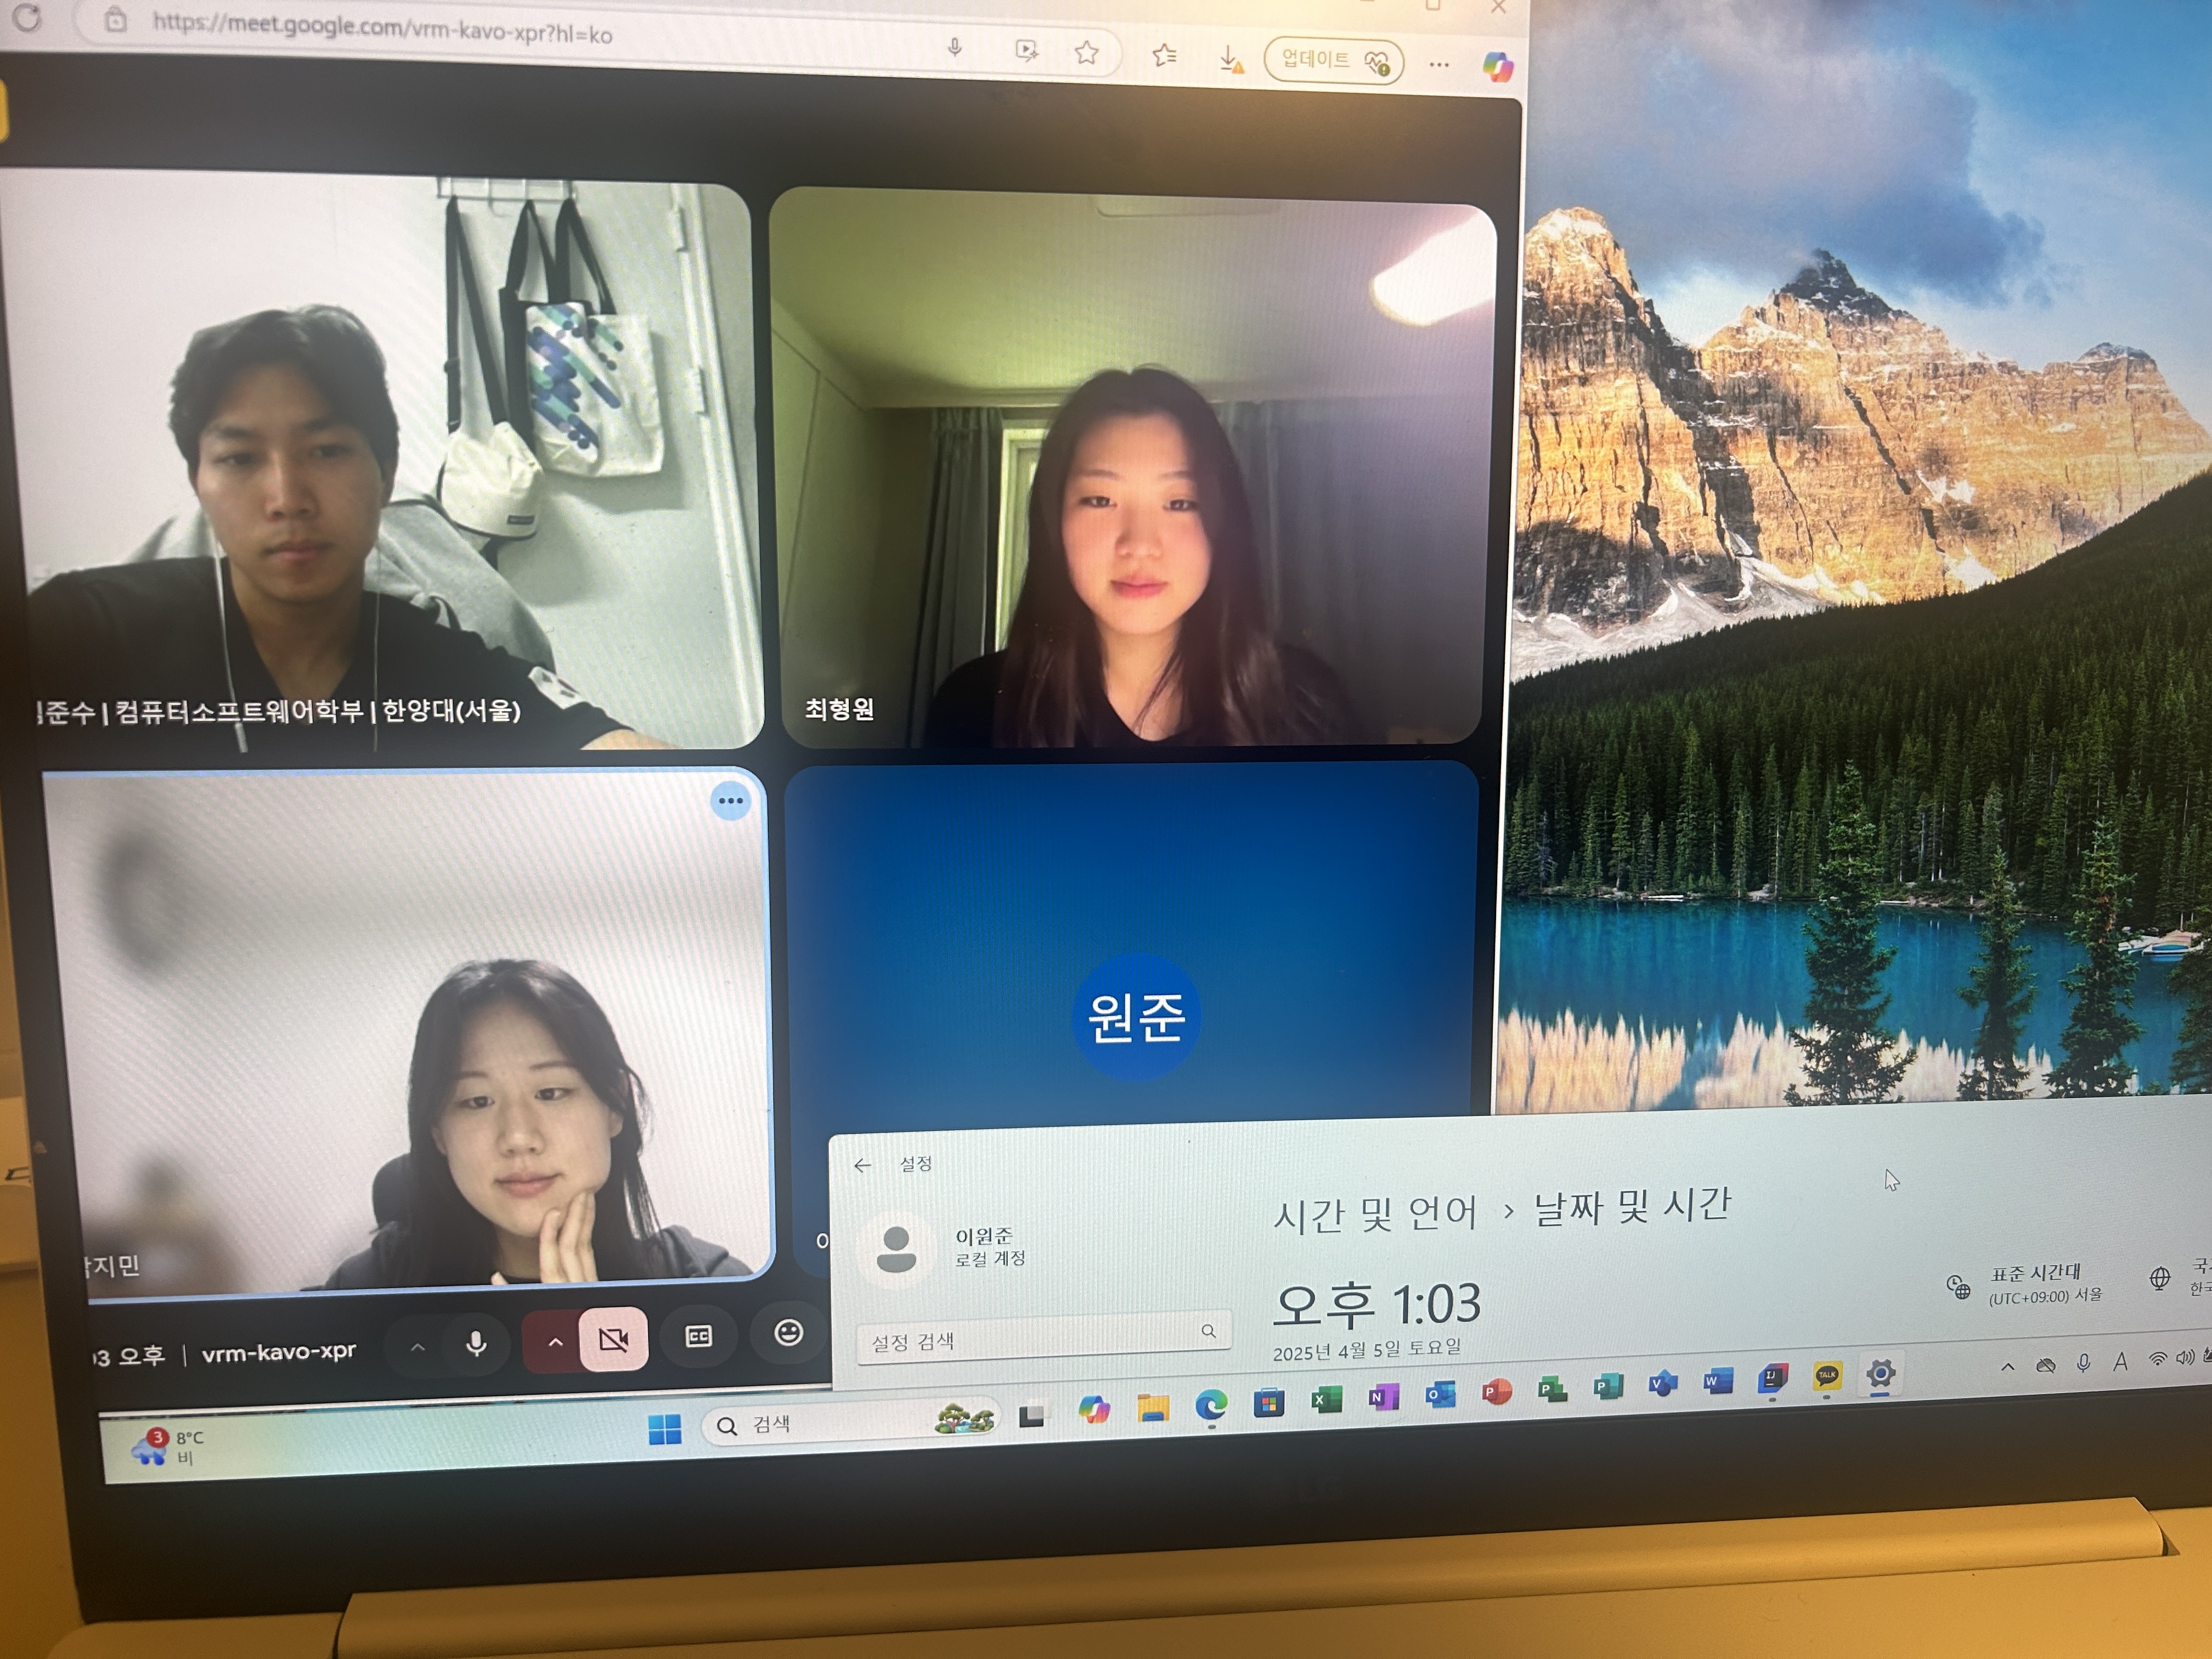 https://meet.google.com/vrm-kavo-xpr?hl=ko
업데이트
준수 | 컴퓨터소프트웨어학부 | 한양대(서울)
최형원
지민
원준
설정
이원준
로컬 계정
설정 검색
시간 및 언어 > 날짜 및 시간
오후 1:03
2025년 4월 5일 토요일
표준 시간대
(UTC+09:00) 서울
3 오후 | vrm-kavo-xpr
CC
3
8°C
비
검색
TALK
A